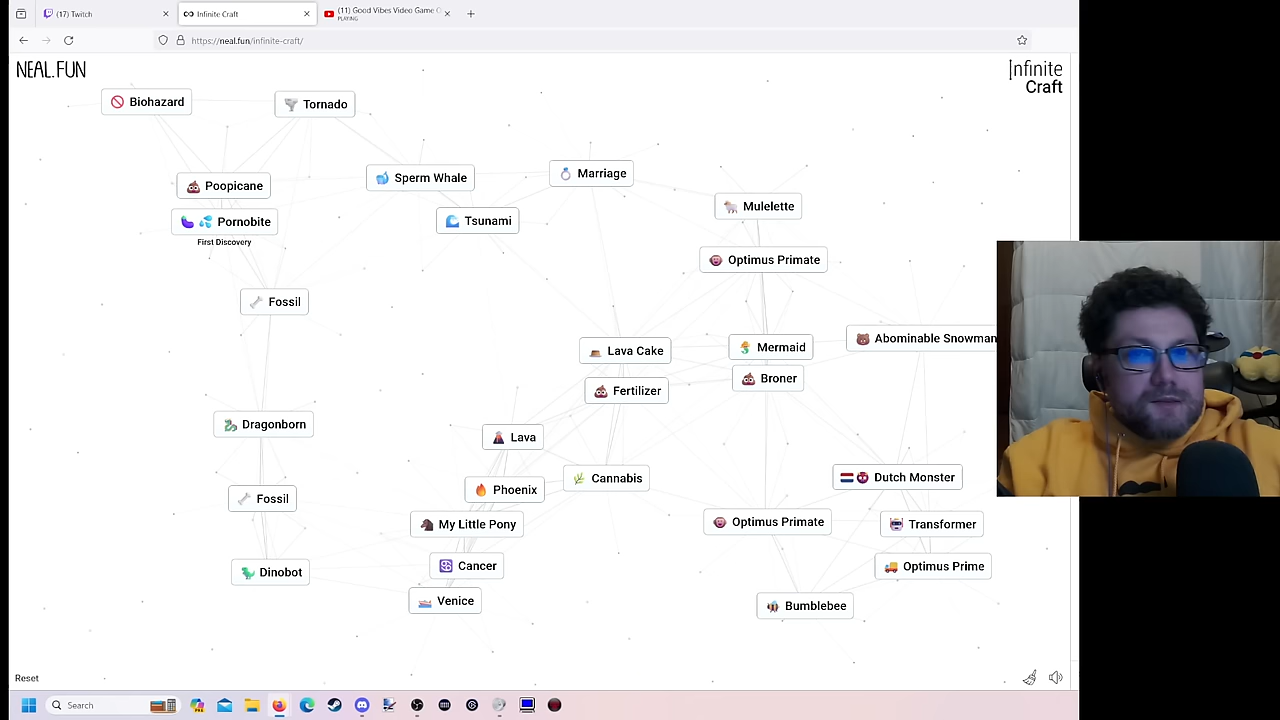 (17) Twitch
Infinite Craft
(11) Good Vibes Video Game C
PLAYING
https://neal.fun/infinite-craft/
NEAL.FUN
Infinite
Craft
Biohazard
Tornado
Sperm Whale
Marriage
Poopicane
Mulelette
Pornobite
First Discovery
Tsunami
Optimus Primate
Fossil
Lava Cake
Mermaid
Abominable Snowman
Broner
Fertilizer
Dragonborn
Lava
Cannabis
Dutch Monster
Phoenix
Fossil
My Little Pony
Optimus Primate
Transformer
Cancer
Optimus Prime
Dinobot
Venice
Bumblebee
Reset
Search